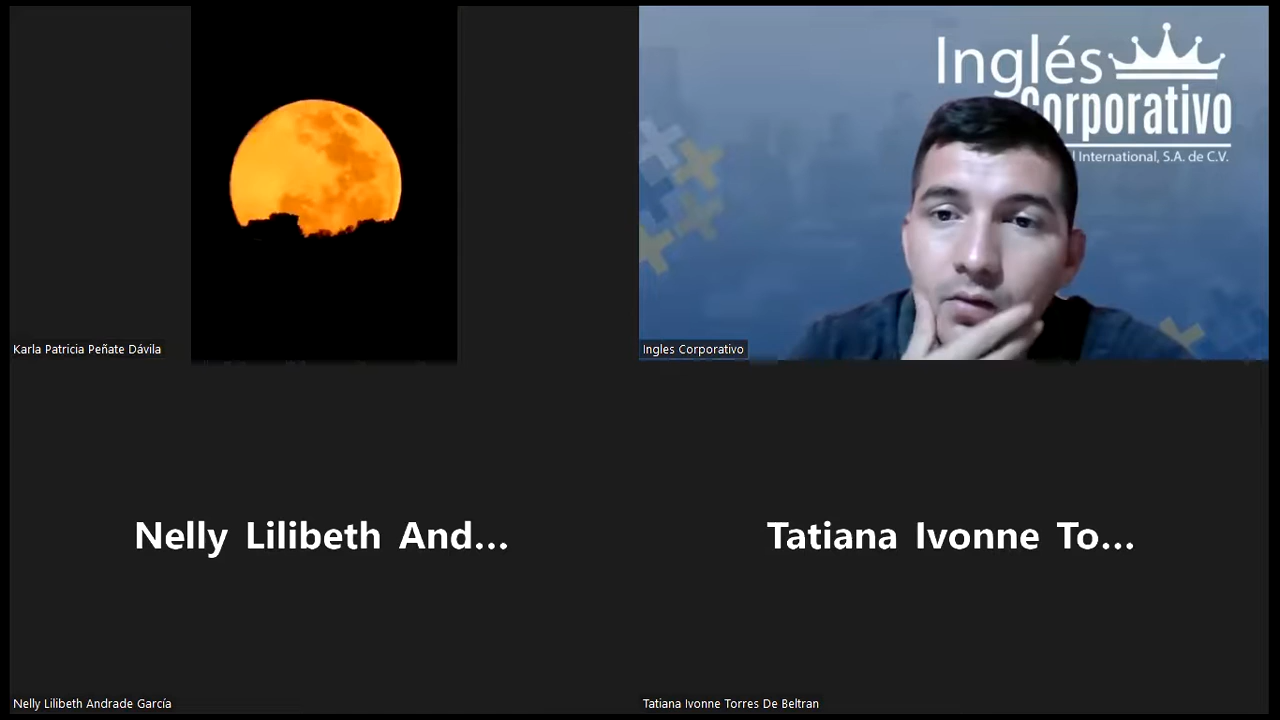 Inglés
Corporativo
l International, S.A. de C.V.
Karla Patricia Peñate Dávila
Ingles Corporativo
Nelly Lilibeth And...
Tatiana Ivonne To...
Nelly Lilibeth Andrade García
Tatiana Ivonne Torres De Beltran